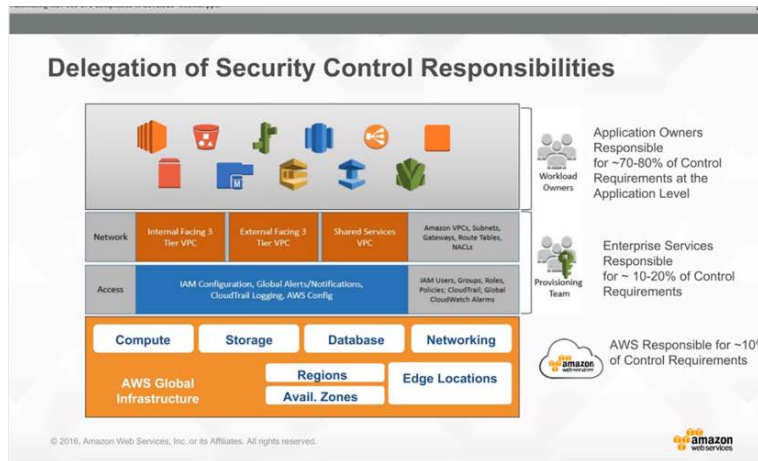 Delegation of Security Control Responsibilities
M
Workload
Owners
Application Owners
Responsible
for ~70-80% of Control
Requirements at the
Application Level
Network
Internal Facing 3
Tier VPC
External Facing 3
Tier VPC
Shared Services
VPC
Amazon VPCs, Subnets,
Gateways, Route Tables,
NACLs
Provisioning
Team
Enterprise Services
Responsible
for ~ 10-20% of Control
Requirements
Access
IAM Configuration, Global Alerts/Notifications,
CloudTrail Logging, AWS Config
IAM Users, Groups, Roles,
Policies; CloudTrail; Global
CloudWatch Alarms
Compute
Storage
Database
Networking
AWS Global
Infrastructure
Regions
Avail. Zones
Edge Locations
amazon
webservices
AWS Responsible for ~10%
of Control Requirements
© 2016, Amazon Web Services, Inc. or its Affiliates. All rights reserved.
amazon
webservices